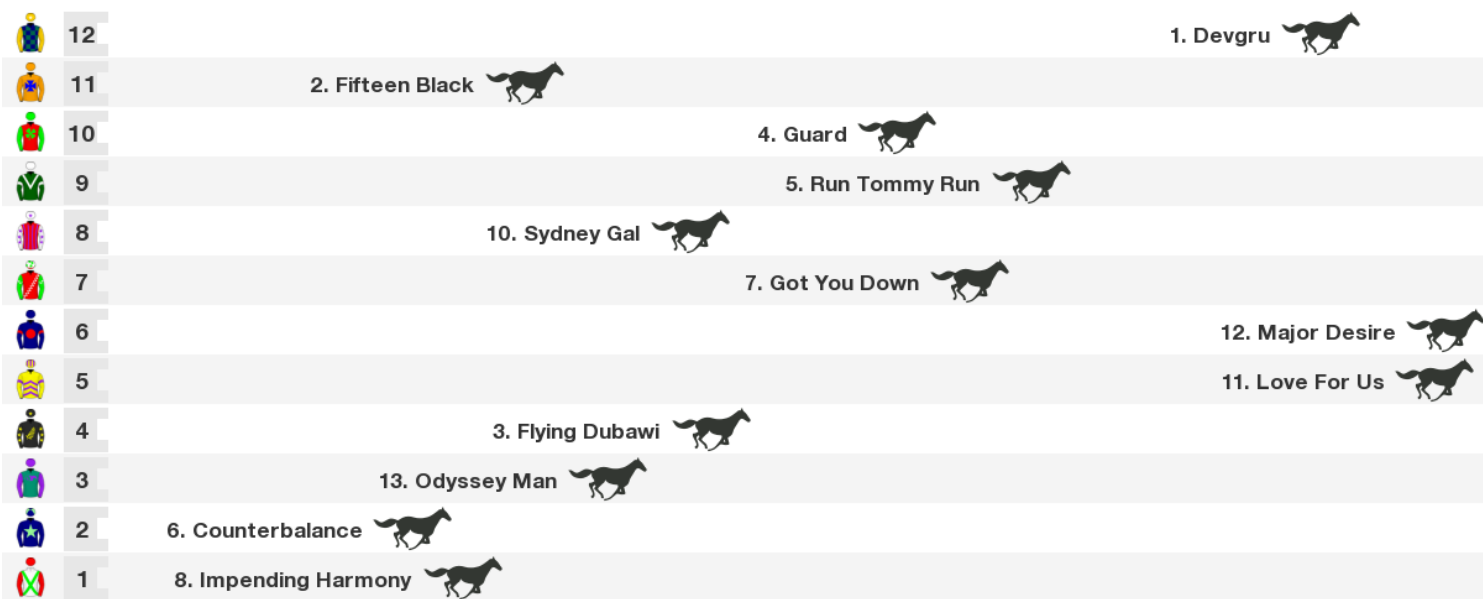 12 1. Devgru
11 2. Fifteen Black
10 4. Guard
9 5. Run Tommy Run
8 10. Sydney Gal
7 7. Got You Down
6 12. Major Desire
5 11. Love For Us
4 3. Flying Dubawi
3 13. Odyssey Man
2 6. Counterbalance
1 8. Impending Harmony